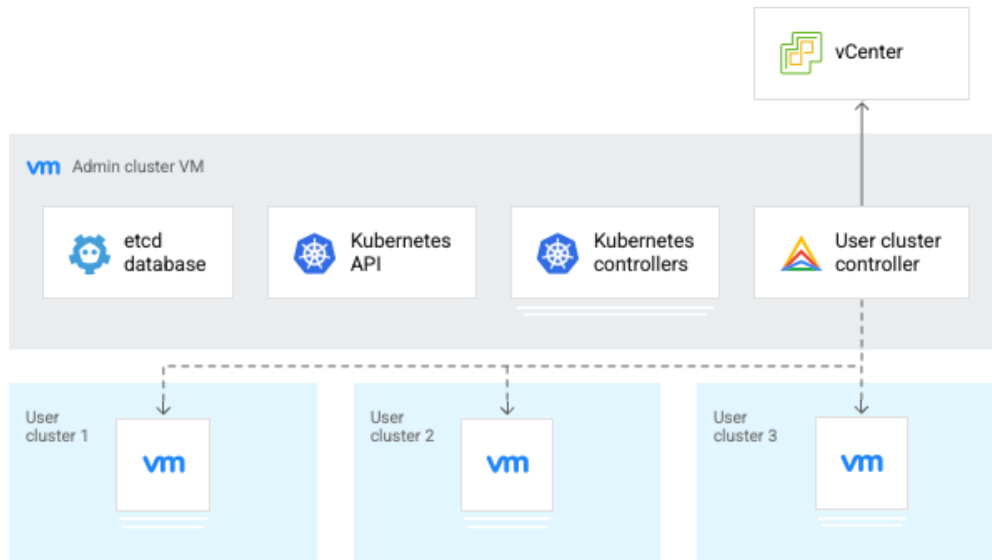 vCenter
vm Admin cluster VM
etcd
database
Kubernetes
API
Kubernetes
controllers
User cluster
controller
User
cluster 1
vm
User
cluster 2
vm
User
cluster 3
vm